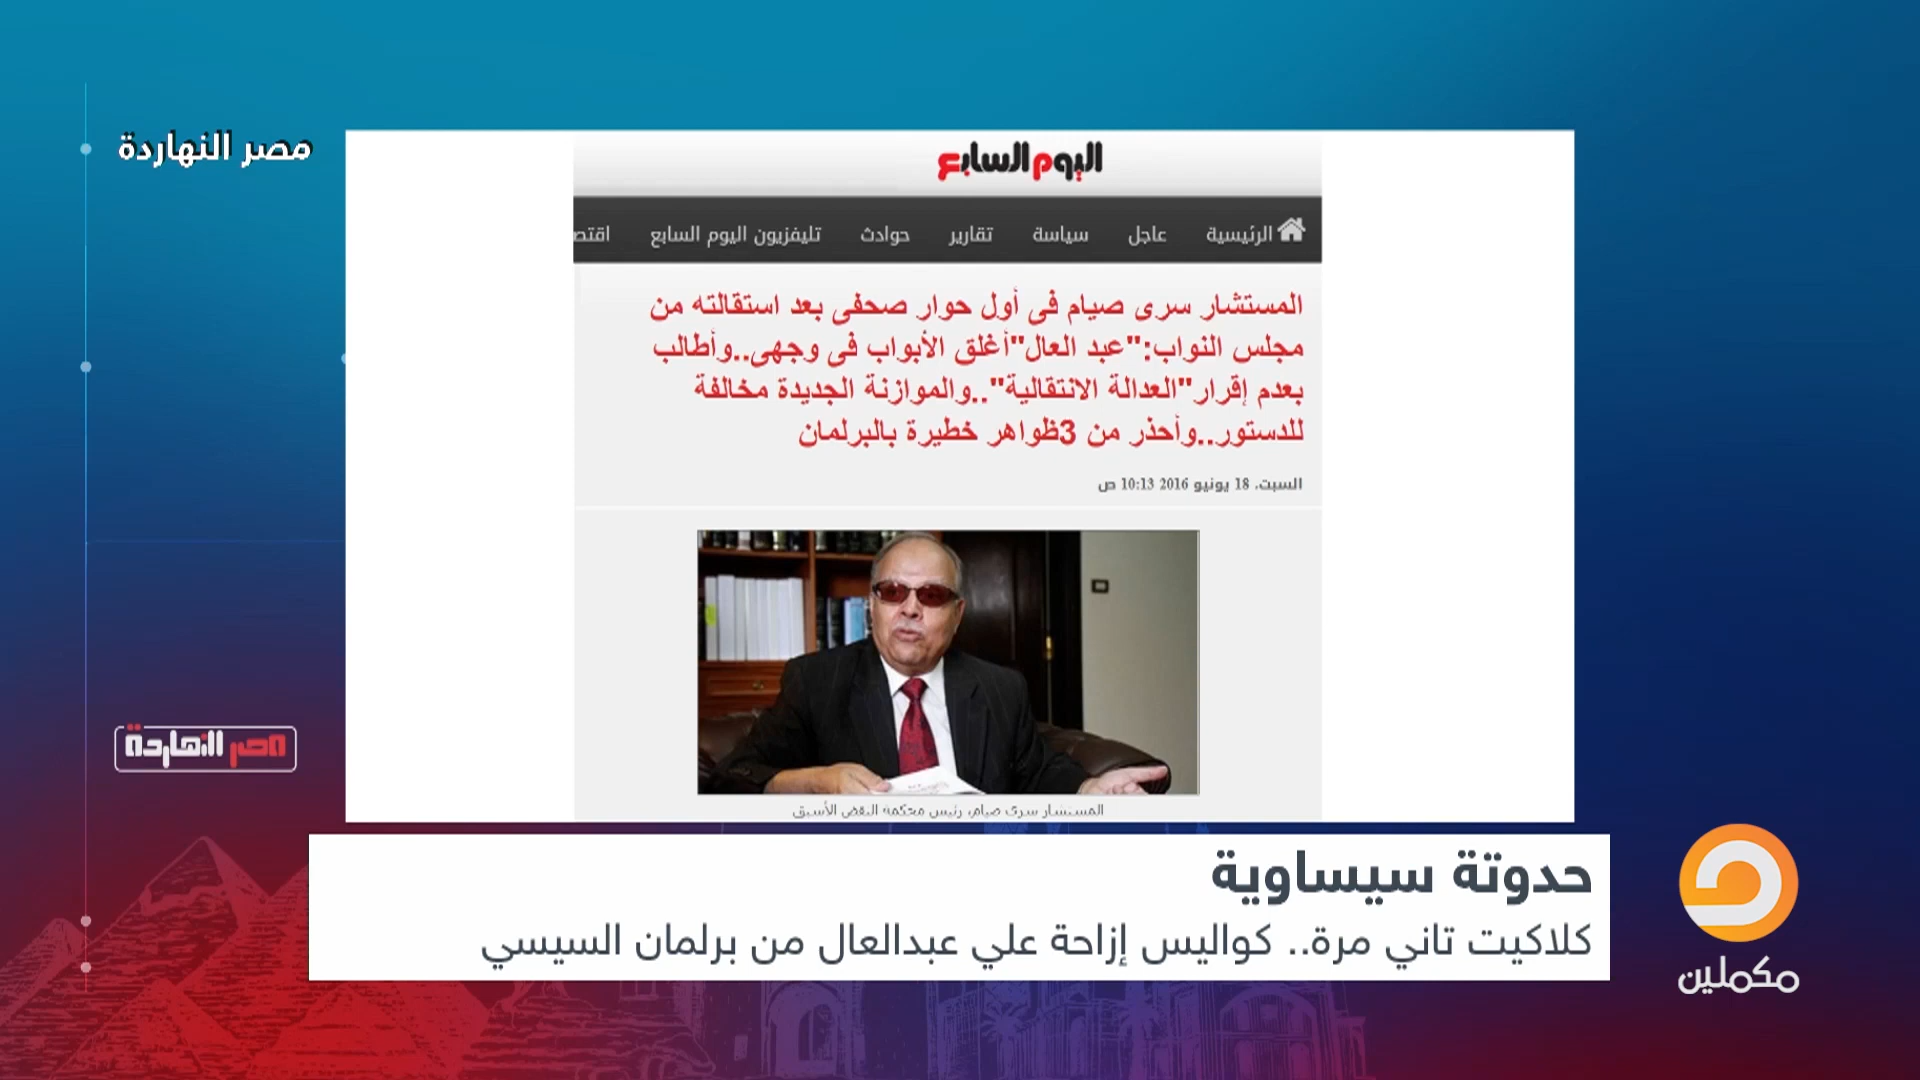 مصر النهاردة
اليوم السابع
الرئيسية عاجل سياسة تقارير حوادث تليفزيون اليوم السابع اقتص
المستشار سرى صيام فى أول حوار صحفى بعد استقالته من
مجلس النواب:"عبد العال"أغلق الأبواب فى وجهى..وأطالب
بعدم إقرار"العدالة الانتقالية"..والموازنة الجديدة مخالفة
للدستور..وأحذر من 3ظواهر خطيرة بالبرلمان
السبت، 18 يونيو 2016 10:13 ص
المستشار سرى صيام، رئيس محكمة النقض الأسبق
مصر النهاردة
حدوتة سيساوية
كلاكيت تاني مرة.. كواليس إزاحة علي عبدالعال من برلمان السيسي
مكملين